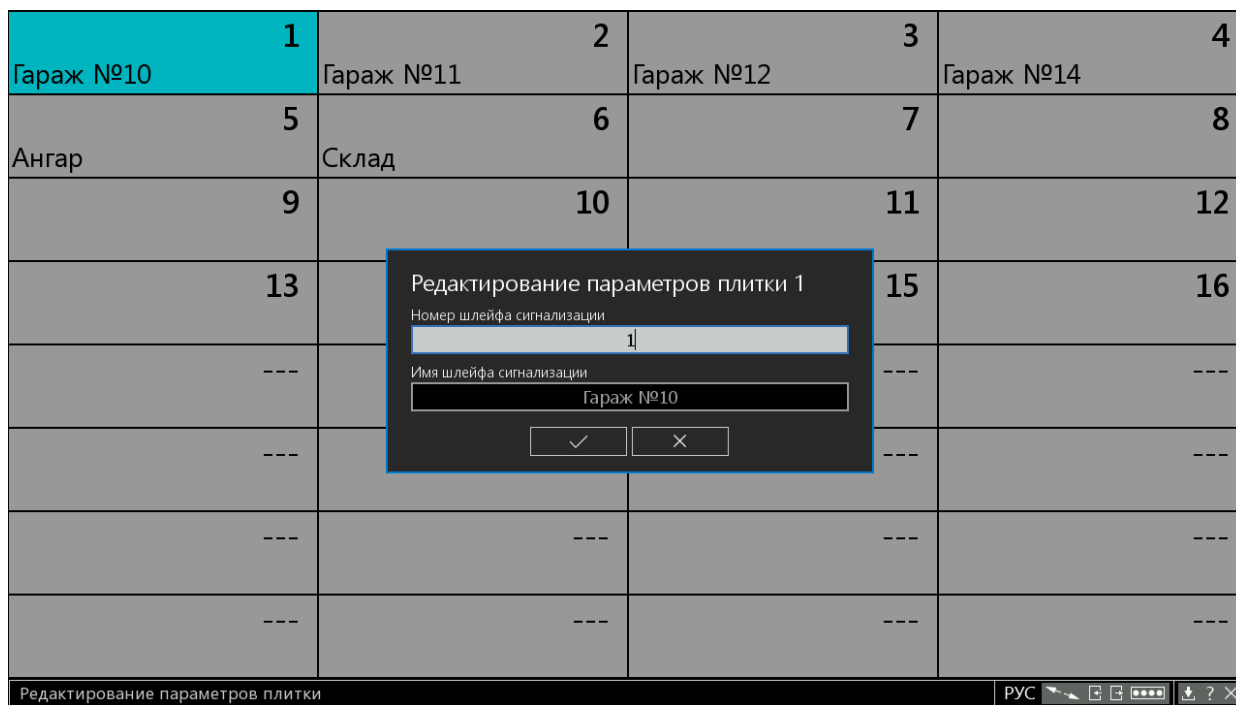 1 2 3 4
Гараж №10 Гараж №11 Гараж №12 Гараж №14
5 6 7 8
Ангар Склад
9 10 11 12
13 15 16
Редактирование параметров плитки 1
Номер шлейфа сигнализации
1
--- --- ---
Имя шлейфа сигнализации
Гараж №10
--- --- ---
--- --- --- ---
--- --- --- ---
Редактирование параметров плитки РУС ?